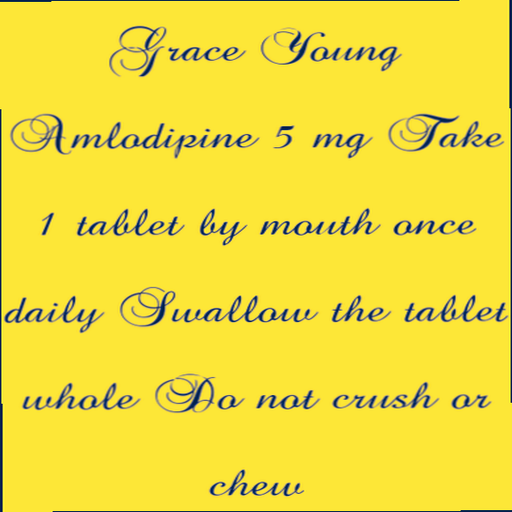 Grace Young
Amlodipine 5 mg Take
1 tablet by mouth once
daily Swallow the tablet
whole Do not crush or
chew